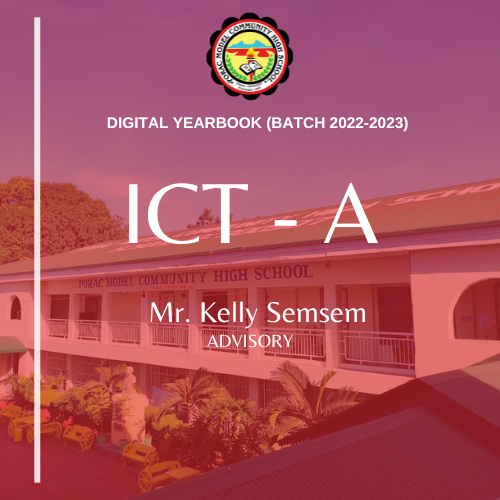 PORAC MODEL COMMUNITY HIGH SCHOOL
DIGITAL YEARBOOK (BATCH 2022-2023)
ICT - A
PORAC MODEL COMMUNITY HIGH SCHOOL
Mr. Kelly Semsem
ADVISORY